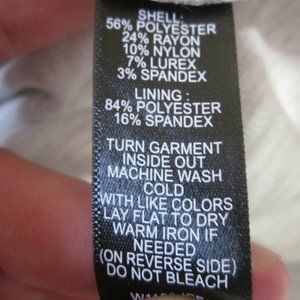 SHELL:
56% POLYESTER
24% RAYON
10% NYLON
7% LUREX
3% SPANDEX
LINING :
84% POLYESTER
16% SPANDEX
TURN GARMENT
INSIDE OUT
MACHINE WASH
COLD
WITH LIKE COLORS
LAY FLAT TO DRY
WARM IRON IF
NEEDED
(ON REVERSE SIDE)
DO NOT BLEACH